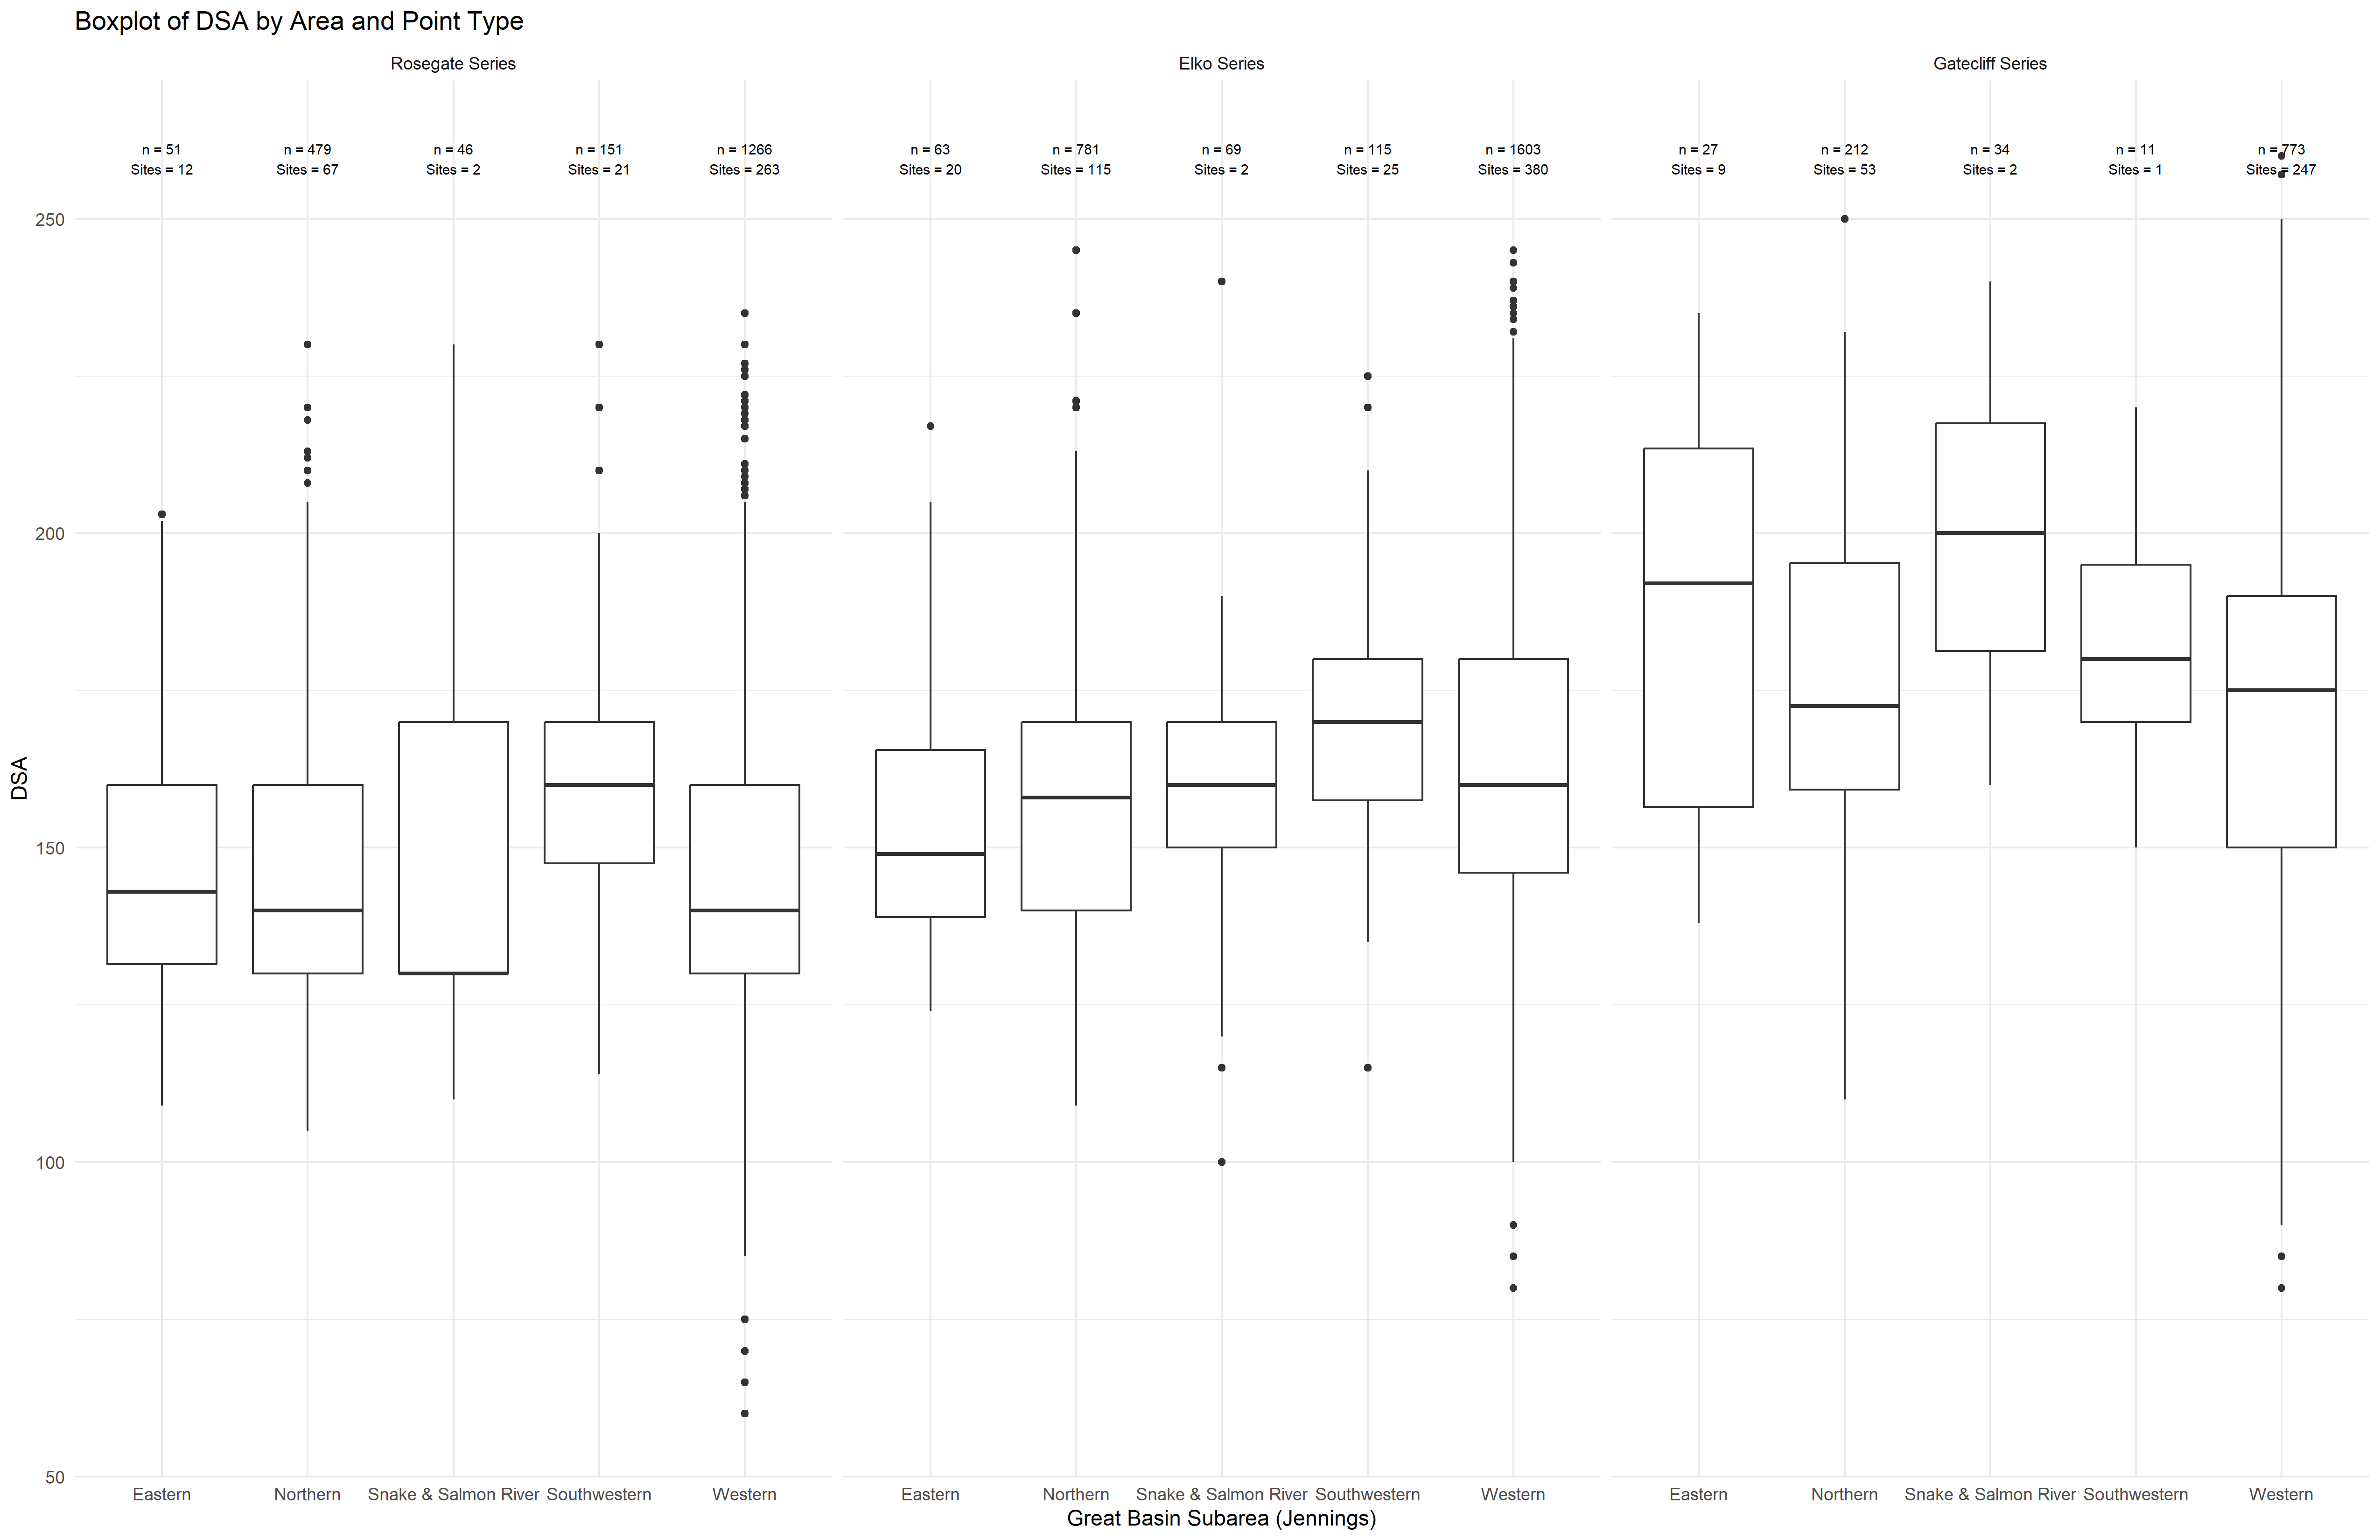 Boxplot of DSA by Area and Point Type
Rosegate Series
Elko Series
Gatecliff Series
n = 51
Sites = 12
n = 479
Sites = 67
n = 46
Sites = 2
n = 151
Sites = 21
n = 1266
Sites = 263
n = 63
Sites = 20
n = 781
Sites = 115
n = 69
Sites = 2
n = 115
Sites = 25
n = 1603
Sites = 380
n = 27
Sites = 9
n = 212
Sites = 53
n = 34
Sites = 2
n = 11
Sites = 1
n = 773
Sites = 247
250
200
150
100
50
DSA
Eastern Northern Snake & Salmon River Southwestern Western
Eastern Northern Snake & Salmon River Southwestern Western
Eastern Northern Snake & Salmon River Southwestern Western
Great Basin Subarea (Jennings)